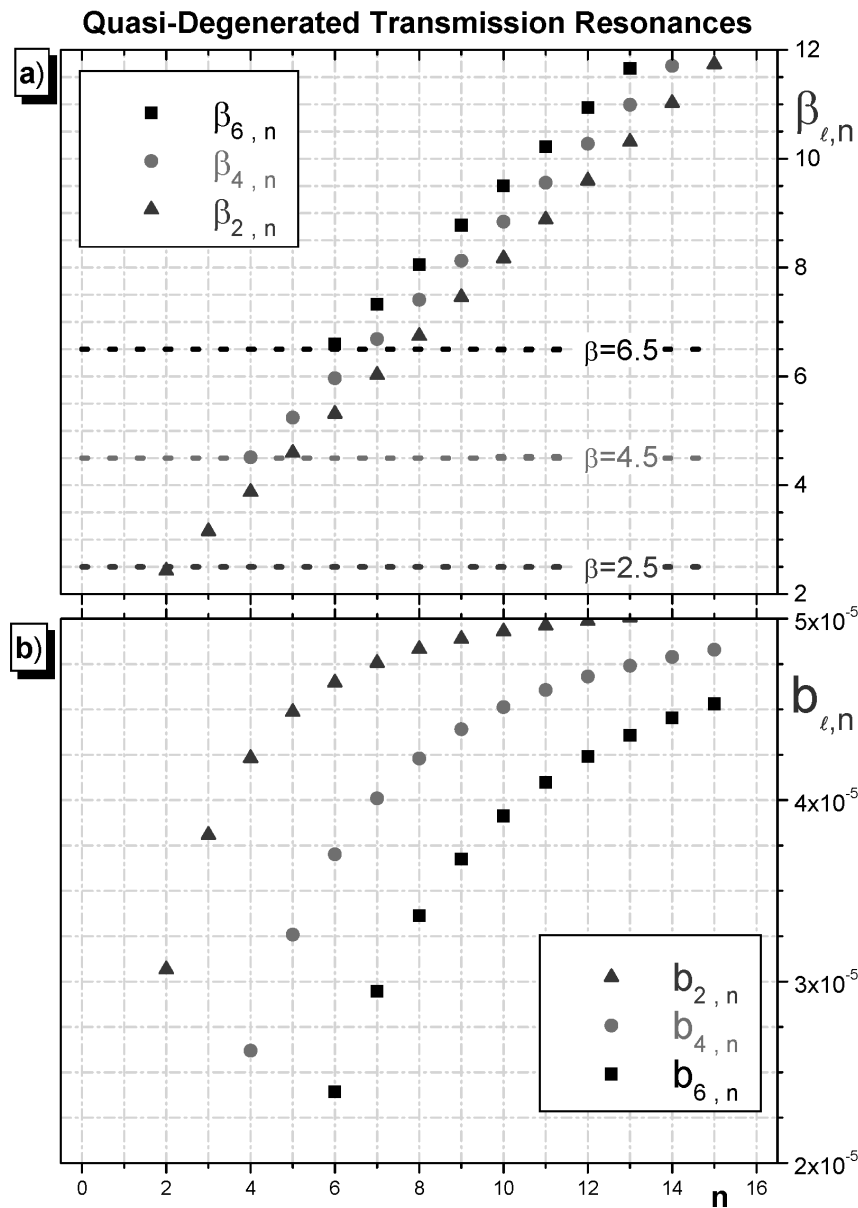 Quasi-Degenerated Transmission Resonances
a)
β6 , n
β4 , n
β2 , n
12
βℓ,n
10
8
β=6.5
6
β=4.5
4
β=2.5
2
b)
5x10-5
bℓ,n
4x10-5
3x10-5
b2 , n
b4 , n
b6 , n
2x10-5
0 2 4 6 8 10 12 14 16
n